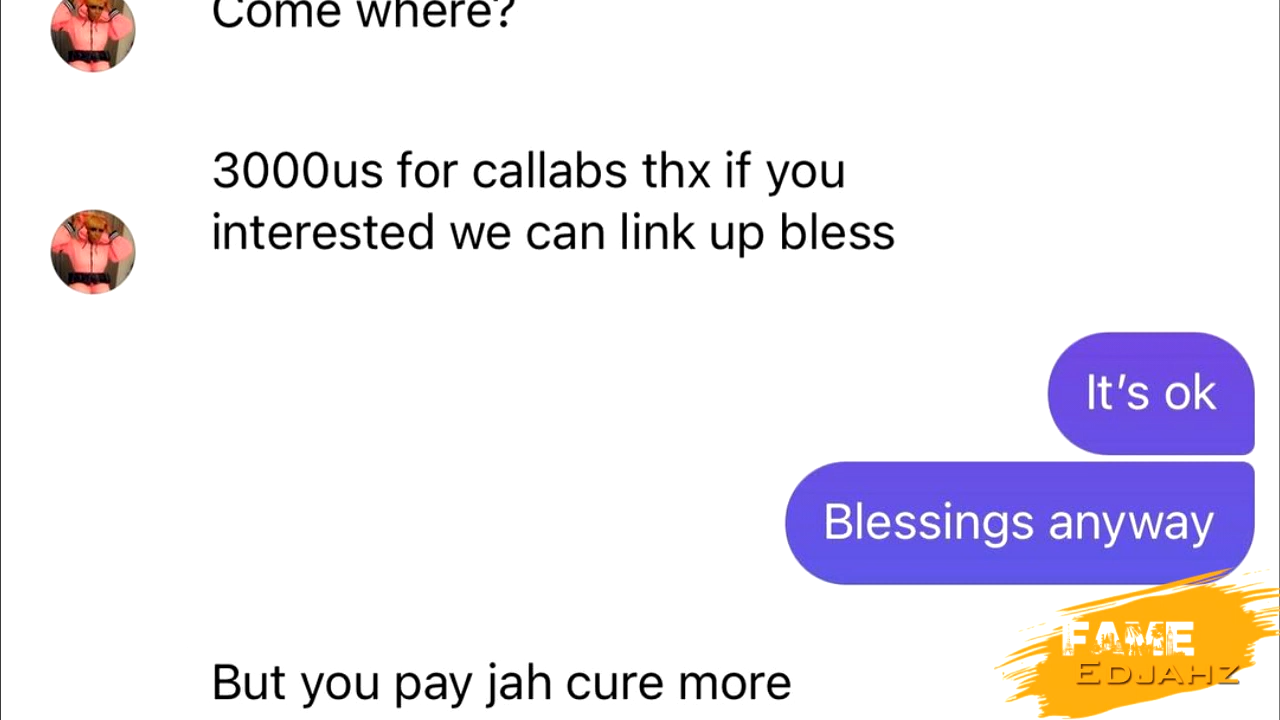 Come where?
3000us for callabs thx if you
interested we can link up bless
It's ok
Blessings anyway
FAME
EDJAHZ
But you pay jah cure more